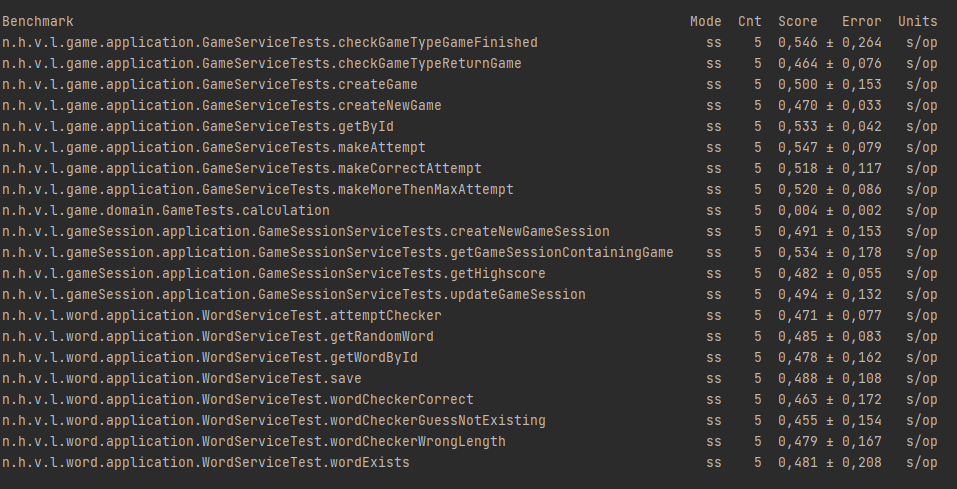 Benchmark Mode Cnt Score Error Units
n.h.v.l.game.application.GameServiceTests.checkGameTypeGameFinished ss 5 0,546 ± 0,264 s/op
n.h.v.l.game.application.GameServiceTests.checkGameTypeReturnGame ss 5 0,464 ± 0,076 s/op
n.h.v.l.game.application.GameServiceTests.createGame ss 5 0,500 ± 0,153 s/op
n.h.v.l.game.application.GameServiceTests.createNewGame ss 5 0,470 ± 0,033 s/op
n.h.v.l.game.application.GameServiceTests.getById ss 5 0,533 ± 0,042 s/op
n.h.v.l.game.application.GameServiceTests.makeAttempt ss 5 0,547 ± 0,079 s/op
n.h.v.l.game.application.GameServiceTests.makeCorrectAttempt ss 5 0,518 ± 0,117 s/op
n.h.v.l.game.application.GameServiceTests.makeMoreThenMaxAttempt ss 5 0,520 ± 0,086 s/op
n.h.v.l.game.domain.GameTests.calculation ss 5 0,004 ± 0,002 s/op
n.h.v.l.gameSession.application.GameSessionServiceTests.createNewGameSession ss 5 0,491 ± 0,153 s/op
n.h.v.l.gameSession.application.GameSessionServiceTests.getGameSessionContainingGame ss 5 0,534 ± 0,178 s/op
n.h.v.l.gameSession.application.GameSessionServiceTests.getHighscore ss 5 0,482 ± 0,055 s/op
n.h.v.l.gameSession.application.GameSessionServiceTests.updateGameSession ss 5 0,494 ± 0,132 s/op
n.h.v.l.word.application.WordServiceTest.attemptChecker ss 5 0,471 ± 0,077 s/op
n.h.v.l.word.application.WordServiceTest.getRandomWord ss 5 0,485 ± 0,083 s/op
n.h.v.l.word.application.WordServiceTest.getWordById ss 5 0,478 ± 0,162 s/op
n.h.v.l.word.application.WordServiceTest.save ss 5 0,488 ± 0,108 s/op
n.h.v.l.word.application.WordServiceTest.wordCheckerCorrect ss 5 0,463 ± 0,172 s/op
n.h.v.l.word.application.WordServiceTest.wordCheckerGuessNotExisting ss 5 0,455 ± 0,154 s/op
n.h.v.l.word.application.WordServiceTest.wordCheckerWrongLength ss 5 0,479 ± 0,167 s/op
n.h.v.l.word.application.WordServiceTest.wordExists ss 5 0,481 ± 0,208 s/op